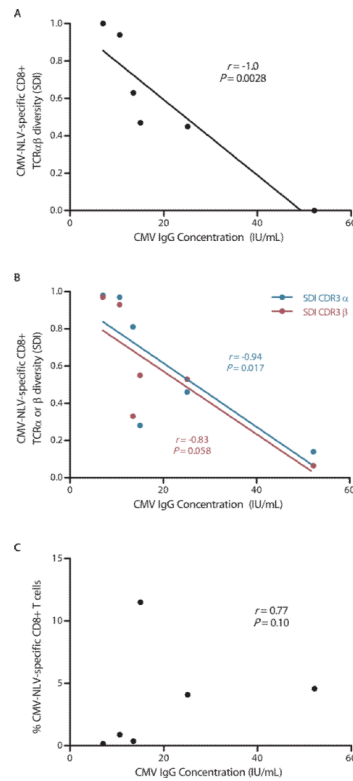 A
1.0
0.8
0.6
0.4
0.2
0.0
CMV-NLV-specific CD8+
TCRαβ diversity (SDI)
r = -1.0
P = 0.0028
0 20 40 60
CMV IgG Concentration (IU/mL)
B
1.0
0.8
0.6
0.4
0.2
0.0
CMV-NLV-specific CD8+
TCRα or β diversity (SDI)
SDI CDR3 α
SDI CDR3 β
r = -0.94
P = 0.017
r = -0.83
P = 0.058
0 20 40 60
CMV IgG Concentration (IU/mL)
C
15
10
5
0
% CMV-NLV-specific CD8+ T cells
r = 0.77
P = 0.10
0 20 40 60
CMV IgG Concentration (IU/mL)